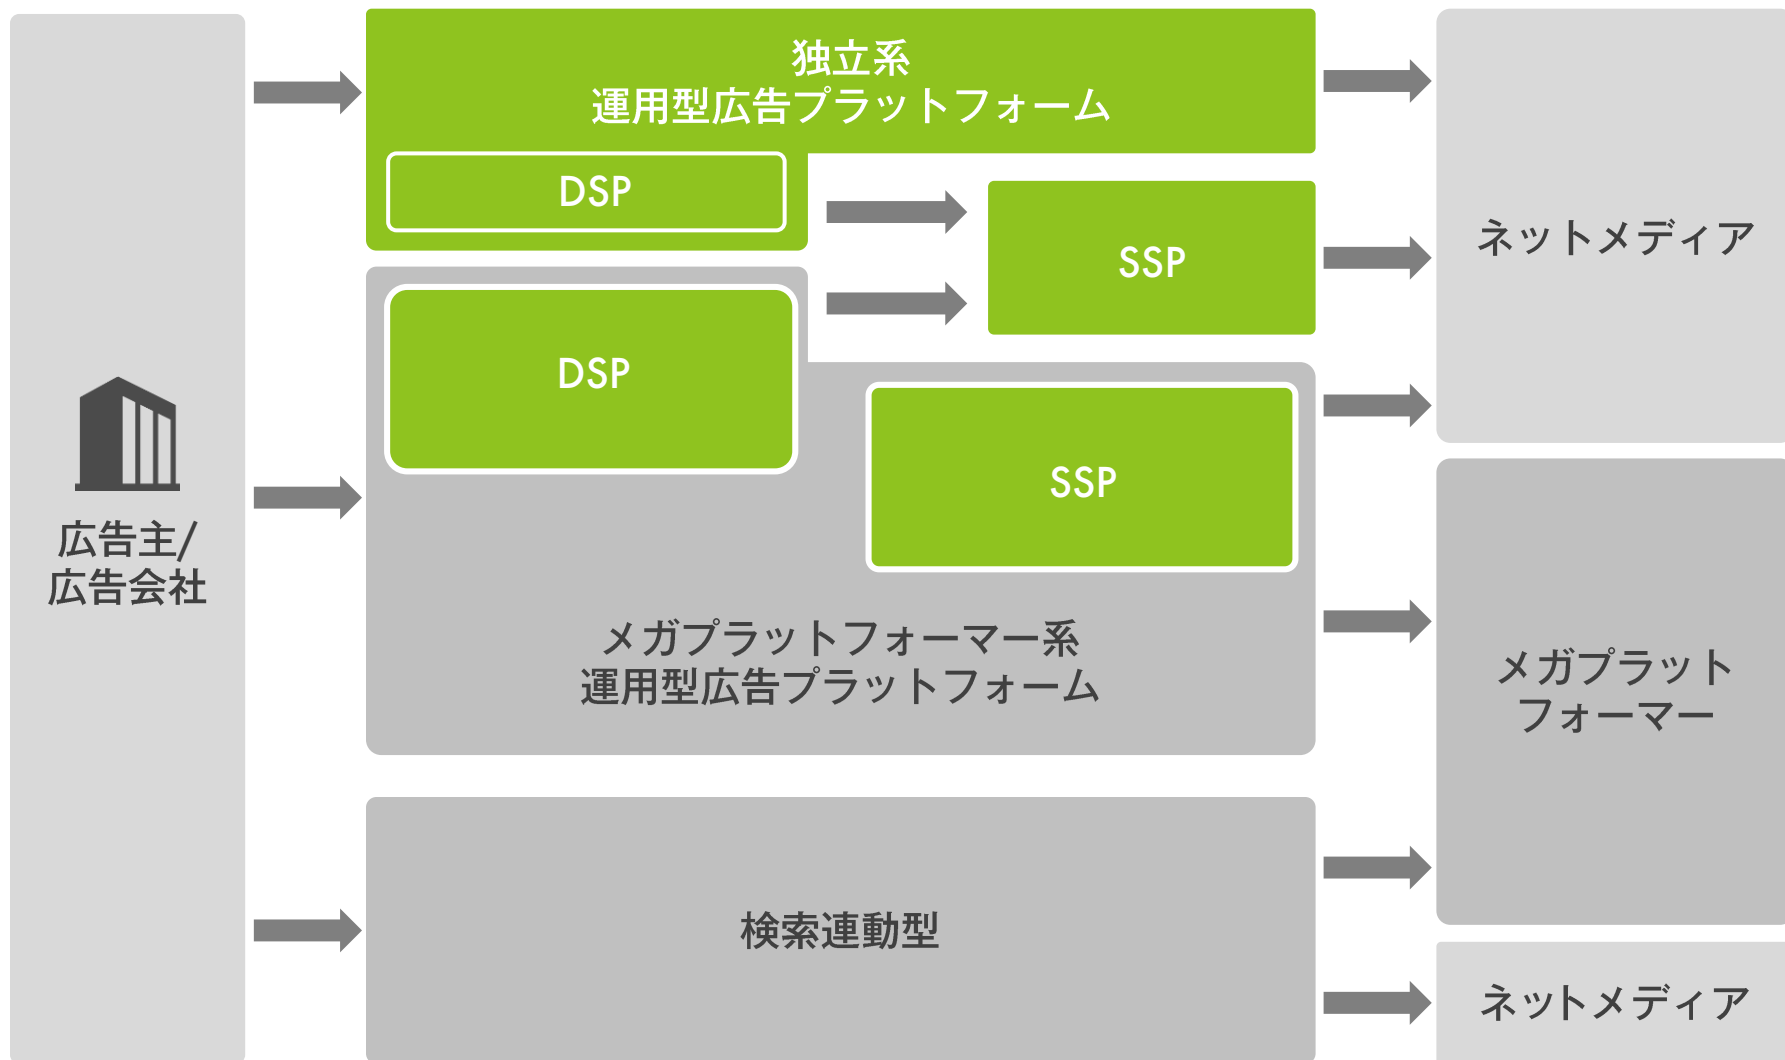 広告主/
広告会社
独立系
運用型広告プラットフォーム
DSP
SSP
DSP
SSP
メガプラットフォーマー系
運用型広告プラットフォーム
検索連動型
ネットメディア
メガプラット
フォーマー
ネットメディア